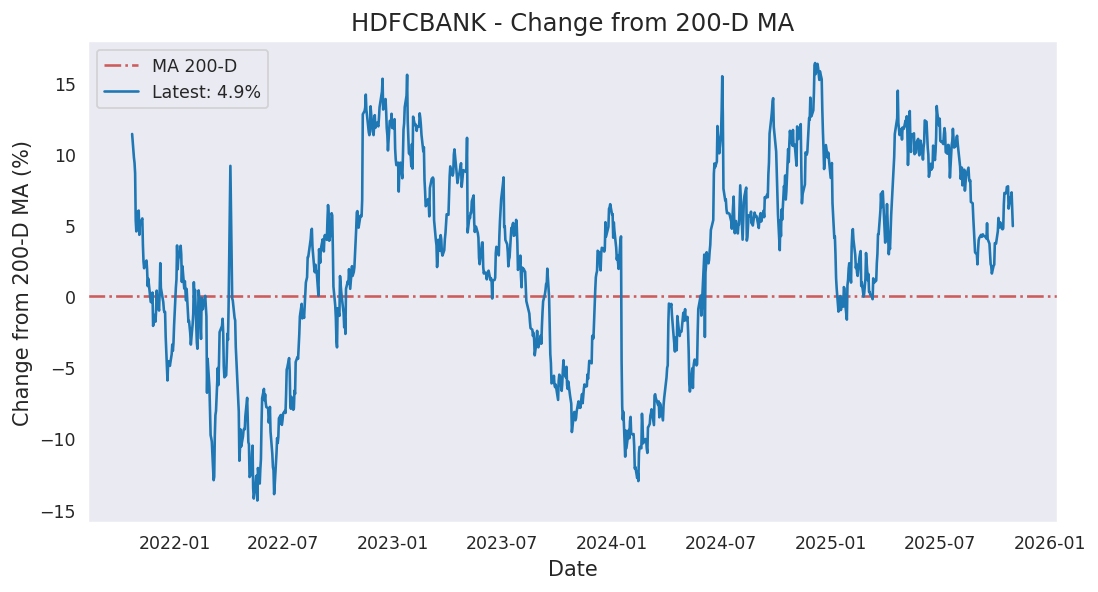 HDFCBANK - Change from 200-D MA
MA 200-D
Latest: 4.9%
Change from 200-D MA (%)
15
10
5
0
−5
−10
−15
2022-01 2022-07 2023-01 2023-07 2024-01 2024-07 2025-01 2025-07 2026-01
Date